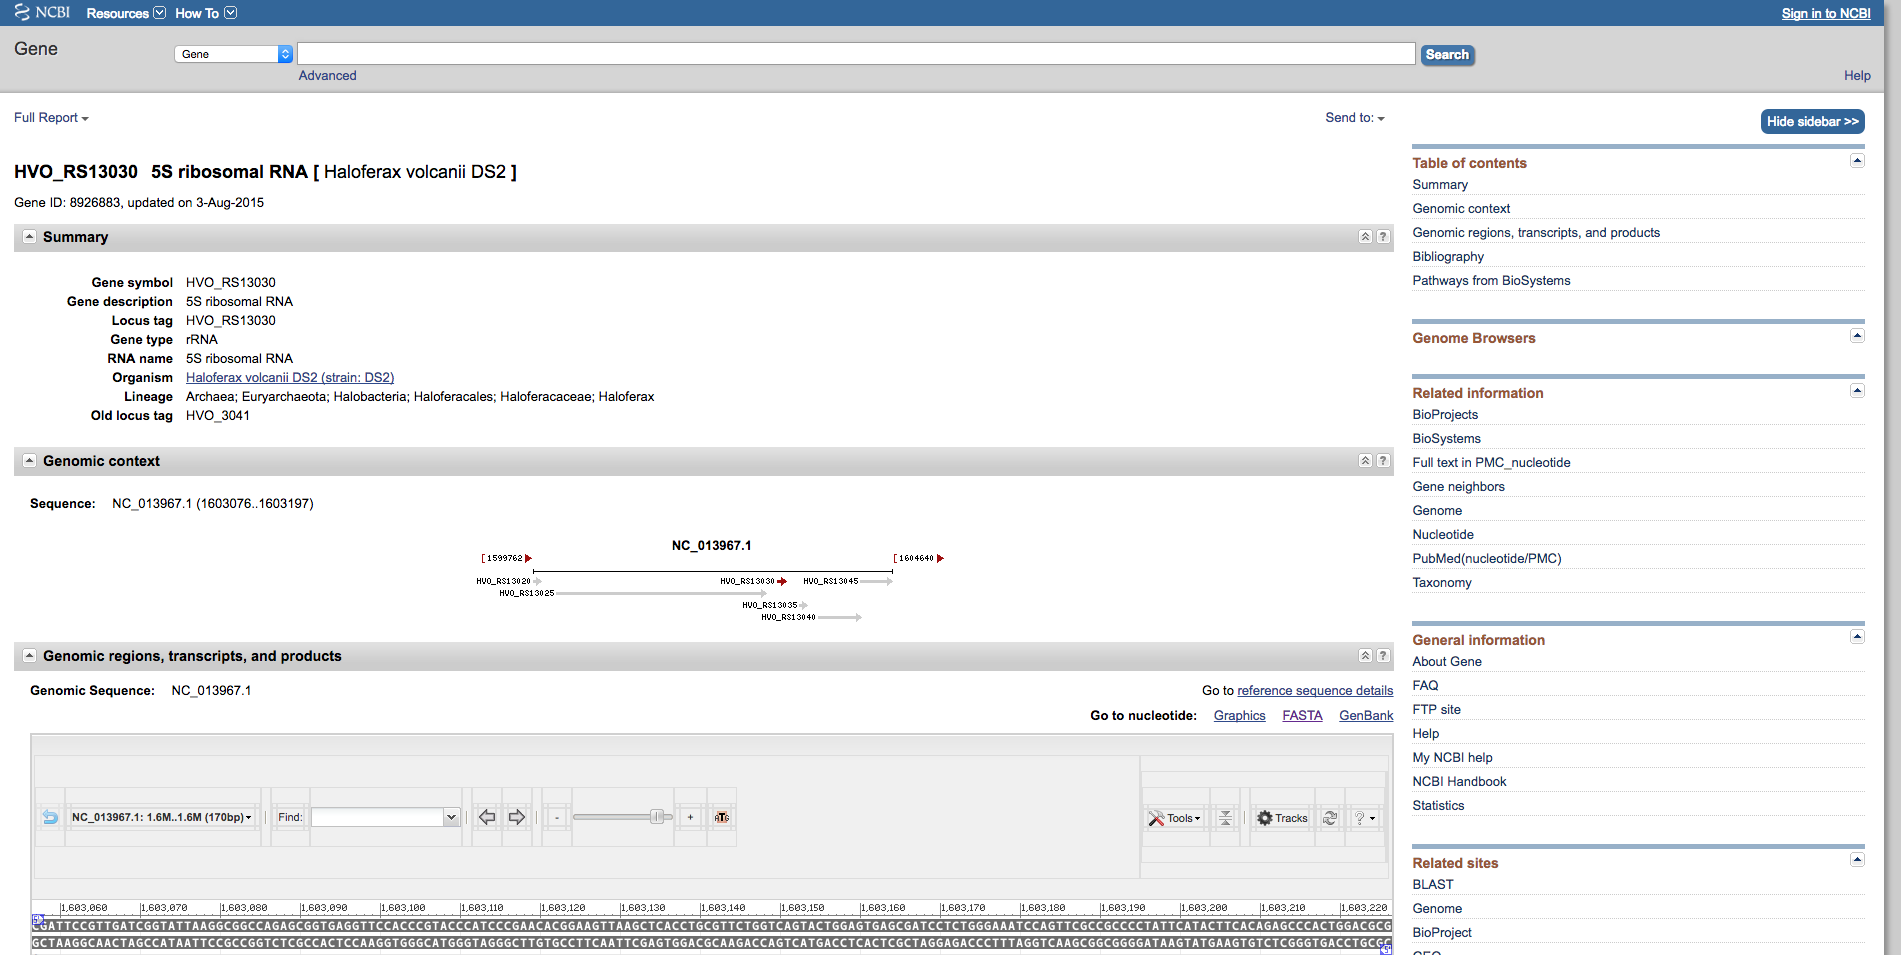 NCBI Resources How To Sign in to NCBI
Gene Gene Search
Advanced
Help
Full Report Send to:
Hide sidebar >>
HVO_RS13030 5S ribosomal RNA [ Haloferax volcanii DS2 ]
Gene ID: 8926883, updated on 3-Aug-2015
Summary ?
Gene symbol HVO_RS13030
Gene description 5S ribosomal RNA
Locus tag HVO_RS13030
Gene type rRNA
RNA name 5S ribosomal RNA
Organism Haloferax volcanii DS2 (strain: DS2)
Lineage Archaea; Euryarchaeota; Halobacteria; Haloferacales; Haloferacaceae; Haloferax
Old locus tag HVO_3041
Genomic context ?
Sequence: NC_013967.1 (1603076..1603197)
NC_013967.1
[ 1599762 [ 1604640
HVO_RS13020 HVO_RS13030 HVO_RS13045
HVO_RS13025
HVO_RS13035
HVO_RS13040
Genomic regions, transcripts, and products ?
Genomic Sequence: NC_013967.1
Go to reference sequence details
Go to nucleotide: Graphics FASTA GenBank
NC_013967.1: 1.6M..1.6M (170bp) Find: - + ATG Tools Tracks ?
1,603,060 1,603,070 1,603,080 1,603,090 1,603,100 1,603,110 1,603,120 1,603,130 1,603,140 1,603,150 1,603,160 1,603,170 1,603,180 1,603,190 1,603,200 1,603,210 1,603,220
Table of contents
Summary
Genomic context
Genomic regions, transcripts, and products
Bibliography
Pathways from BioSystems
Genome Browsers
Related information
BioProjects
BioSystems
Full text in PMC_nucleotide
Gene neighbors
Genome
Nucleotide
PubMed(nucleotide/PMC)
Taxonomy
General information
About Gene
FAQ
FTP site
Help
My NCBI help
NCBI Handbook
Statistics
Related sites
BLAST
Genome
BioProject